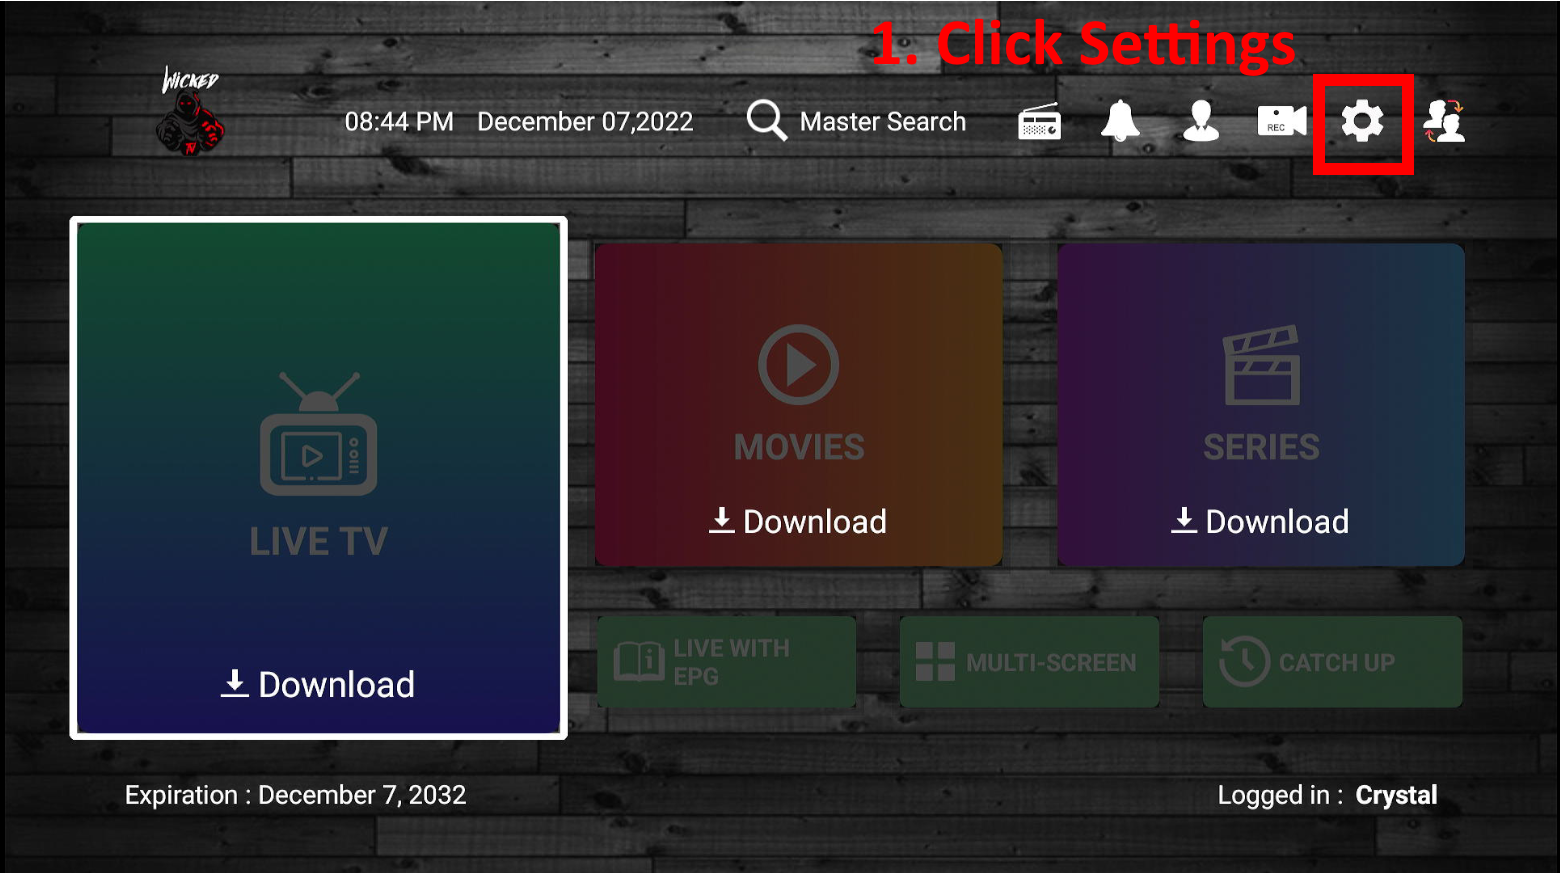 1. Click Settings
WICKED
TV
08:44 PM December 07,2022 Master Search
REC
LIVE TV
Download
MOVIES
Download
SERIES
Download
LIVE WITH
EPG
MULTI-SCREEN
CATCH UP
Expiration : December 7, 2032
Logged in : Crystal